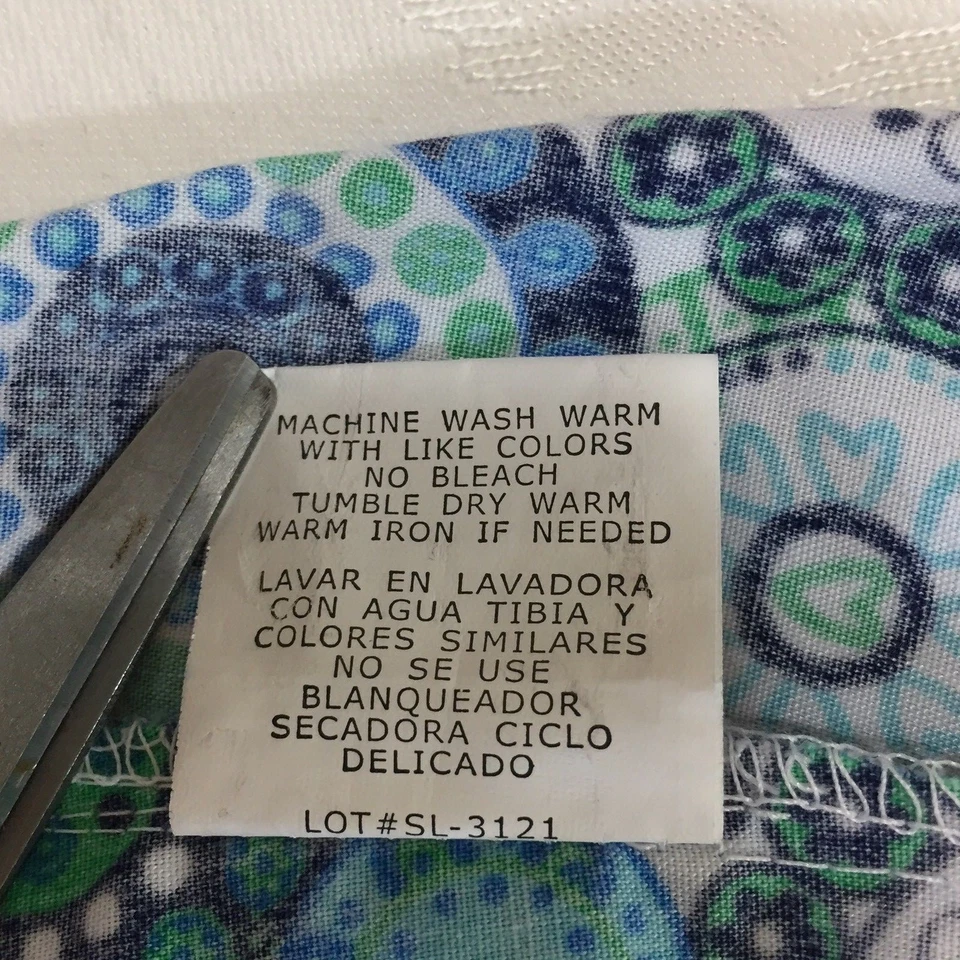 MACHINE WASH WARM
WITH LIKE COLORS
NO BLEACH
TUMBLE DRY WARM
WARM IRON IF NEEDED
LAVAR EN LAVADORA
CON AGUA TIBIA Y
COLORES SIMILARES
NO SE USE
BLANQUEADOR
SECADORA CICLO
DELICADO
LOT#SL-3121